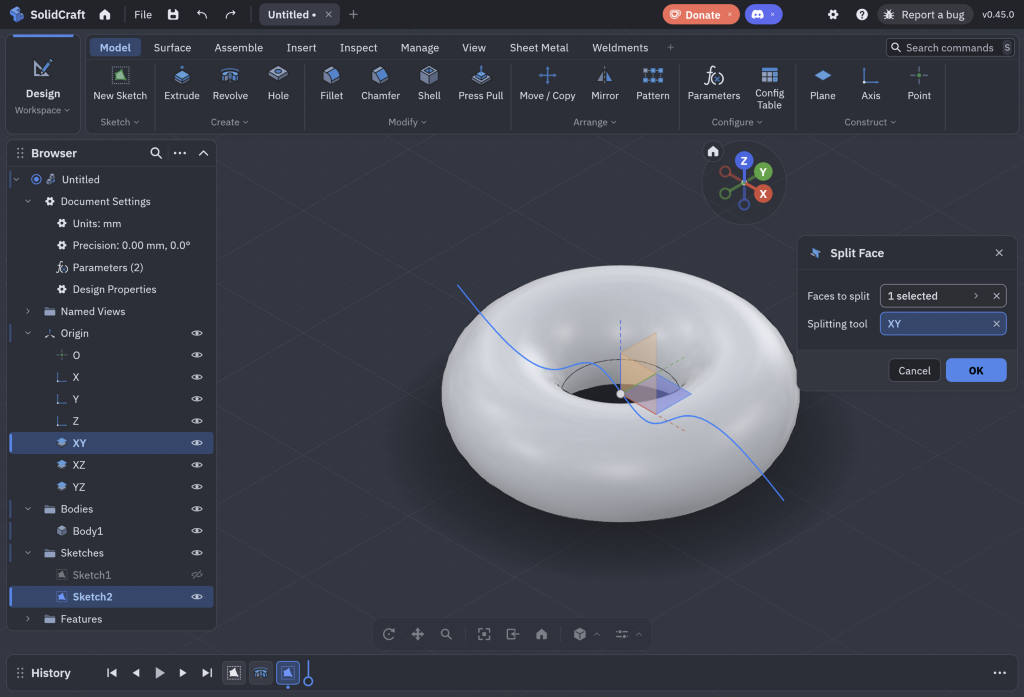 SolidCraft File Untitled • Donate Report a bug v0.45.0
Model Surface Assemble Insert Inspect Manage View Sheet Metal Weldments Search commands S
Design
Workspace
New Sketch Extrude Revolve Hole Fillet Chamfer Shell Press Pull Move / Copy Mirror Pattern Parameters Config Table Plane Axis Point
Sketch Create Modify Arrange Configure Construct
Browser
Untitled
Document Settings
Units: mm
Precision: 0.00 mm, 0.0°
Parameters (2)
Design Properties
Named Views
Origin
O
X
Y
Z
XY
XZ
YZ
Bodies
Body1
Sketches
Sketch1
Sketch2
Features
Z
Y
X
Split Face
Faces to split 1 selected
Splitting tool XY
Cancel OK
History